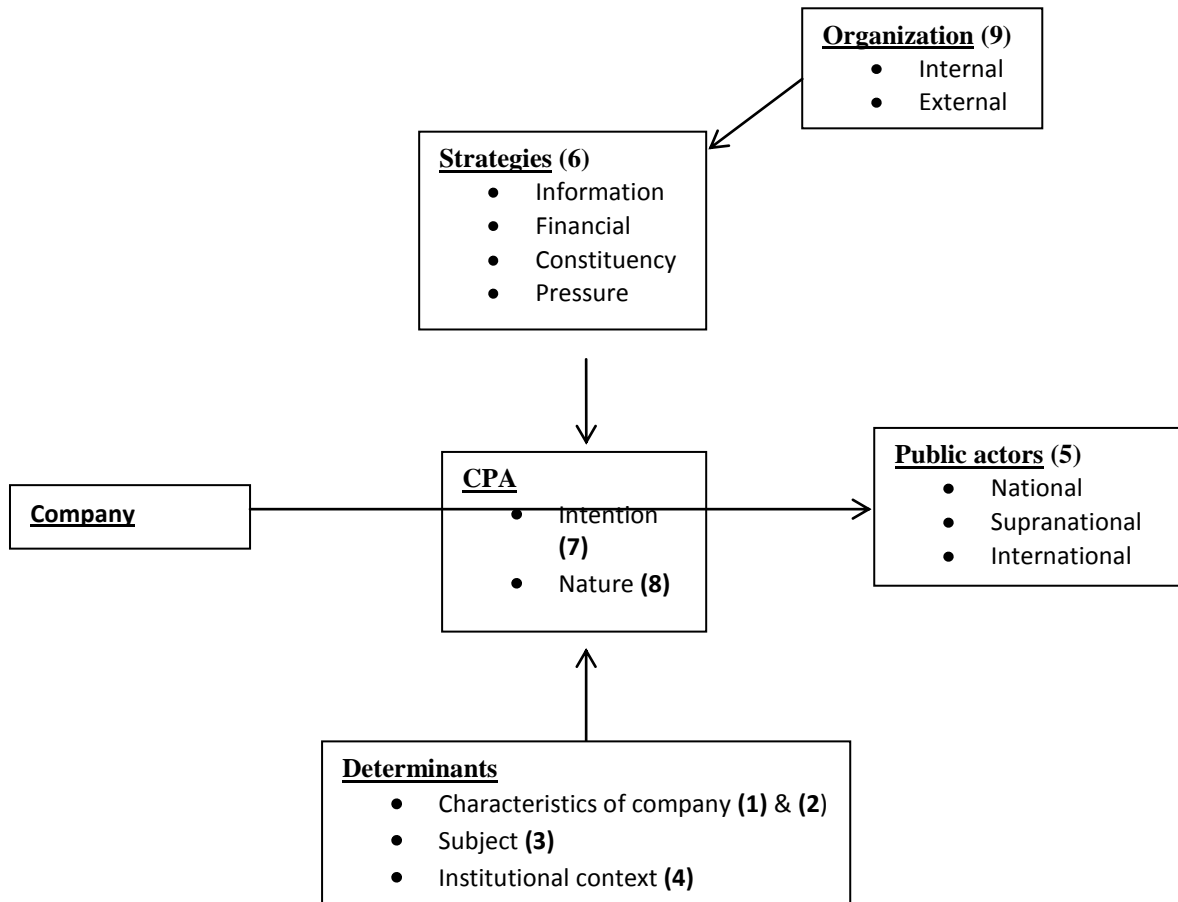 Organization (9)
• Internal
• External
Strategies (6)
• Information
• Financial
• Constituency
• Pressure
Company
CPA
• Intention
(7)
• Nature (8)
Public actors (5)
• National
• Supranational
• International
Determinants
• Characteristics of company (1) & (2)
• Subject (3)
• Institutional context (4)